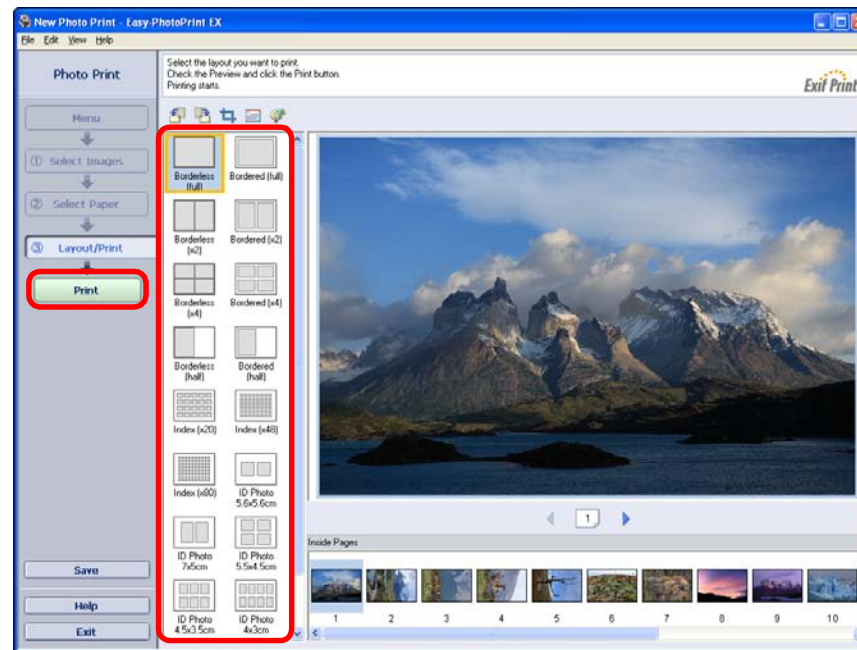 New Photo Print - Easy-PhotoPrint EX
File Edit View Help
Photo Print
Select the layout you want to print.
Check the Preview and click the Print button.
Printing starts.
Exif Print
Menu
① Select Images
② Select Paper
③ Layout/Print
Print
Borderless
(full)
Bordered (full)
Borderless
(x2)
Bordered (x2)
Borderless
(x4)
Bordered (x4)
Borderless
(half)
Bordered
(half)
Index (x20)
Index (x48)
Index (x80)
ID Photo
5.6x5.6cm
ID Photo
7x5cm
ID Photo
5.5x4.5cm
ID Photo
4.5x3.5cm
ID Photo
4x3cm
1
Inside Pages
1 2 3 4 5 6 7 8 9 10
Save
Help
Exit